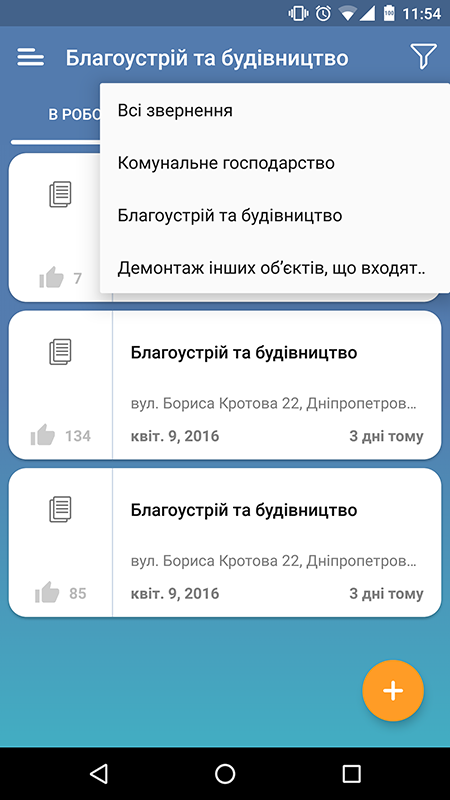 11:54
Благоустрій та будівництво
В РОБО
Всі звернення
Комунальне господарство
Благоустрій та будівництво
Демонтаж інших об’єктів, що входят..
7
Благоустрій та будівництво
вул. Бориса Кротова 22, Дніпропетров...
134
квіт. 9, 2016
3 дні тому
Благоустрій та будівництво
вул. Бориса Кротова 22, Дніпропетров...
85
квіт. 9, 2016
3 дні тому